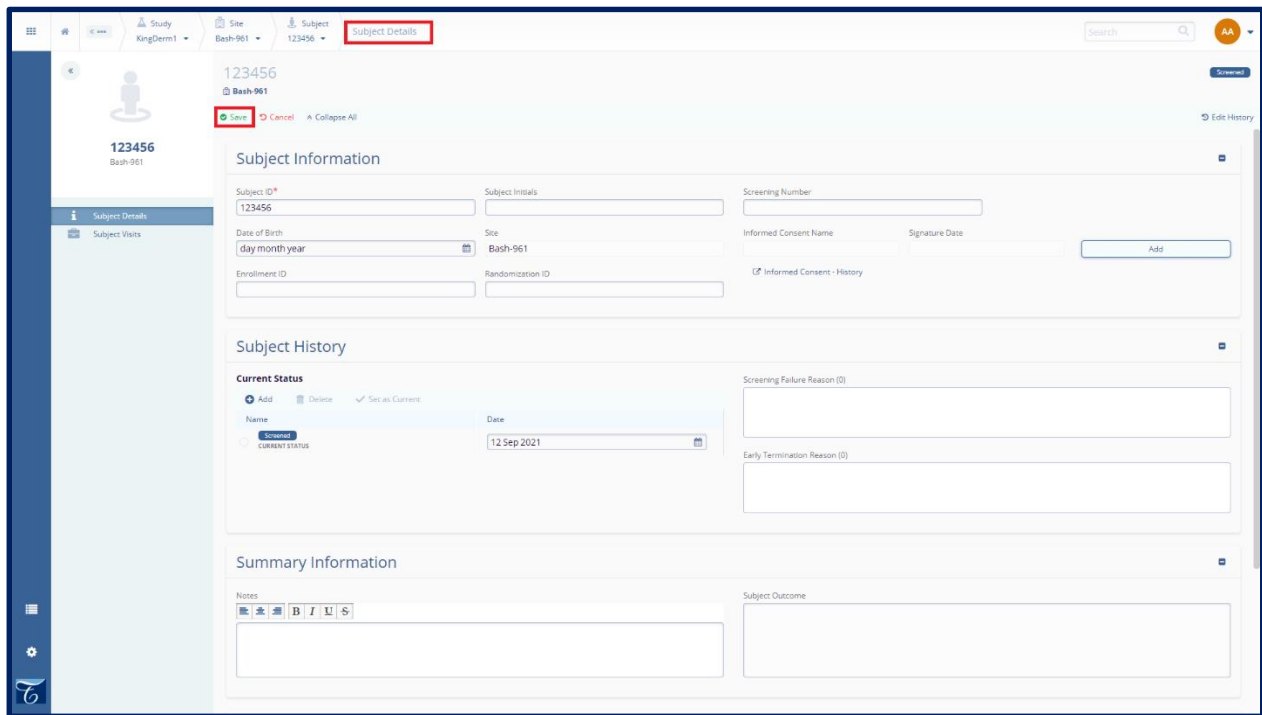 Study
KingDerm1
Site
Bash-961
Subject
123456
Subject Details
Search
AA
123456
Bash-961
Screened
Save Cancel Collapse All Edit History
123456
Bash-961
Subject Details
Subject Visits
Subject Information
Subject ID* Subject Initials Screening Number
123456
Date of Birth Site Informed Consent Name Signature Date
day month year Bash-961 Add
Enrollment ID Randomization ID Informed Consent - History
Subject History
Current Status Screening Failure Reason (0)
Add Delete Set as Current
Name Date
Screened
CURRENT STATUS
12 Sep 2021
Early Termination Reason (0)
Summary Information
Notes Subject Outcome
B I U S